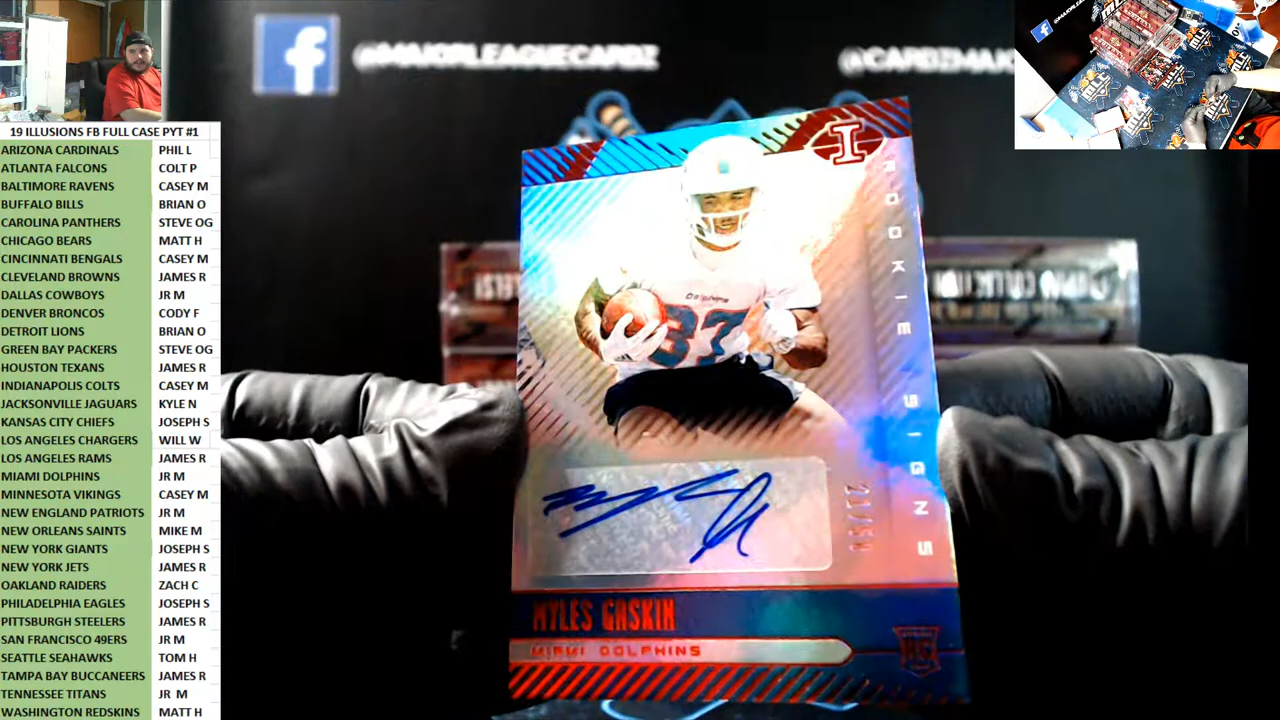 @MAJORLEAGUECARDZ
@CARDZMAJ
19 ILLUSIONS FB FULL CASE PYT #1
ARIZONA CARDINALS PHIL L
ATLANTA FALCONS COLT P
BALTIMORE RAVENS CASEY M
BUFFALO BILLS BRIAN O
CAROLINA PANTHERS STEVE OG
CHICAGO BEARS MATT H
CINCINNATI BENGALS CASEY M
CLEVELAND BROWNS JAMES R
DALLAS COWBOYS JR M
DENVER BRONCOS CODY F
DETROIT LIONS BRIAN O
GREEN BAY PACKERS STEVE OG
HOUSTON TEXANS JAMES R
INDIANAPOLIS COLTS CASEY M
JACKSONVILLE JAGUARS KYLE N
KANSAS CITY CHIEFS JOSEPH S
LOS ANGELES CHARGERS WILL W
LOS ANGELES RAMS JAMES R
MIAMI DOLPHINS JR M
MINNESOTA VIKINGS CASEY M
NEW ENGLAND PATRIOTS JR M
NEW ORLEANS SAINTS MIKE M
NEW YORK GIANTS JOSEPH S
NEW YORK JETS JAMES R
OAKLAND RAIDERS ZACH C
PHILADELPHIA EAGLES JOSEPH S
PITTSBURGH STEELERS JAMES R
SAN FRANCISCO 49ERS JR M
SEATTLE SEAHAWKS TOM H
TAMPA BAY BUCCANEERS JAMES R
TENNESSEE TITANS JR M
WASHINGTON REDSKINS MATT H
I
ROOKIE SIGNS
Dolphins
37
MYLES GASKIN
MIAMI DOLPHINS